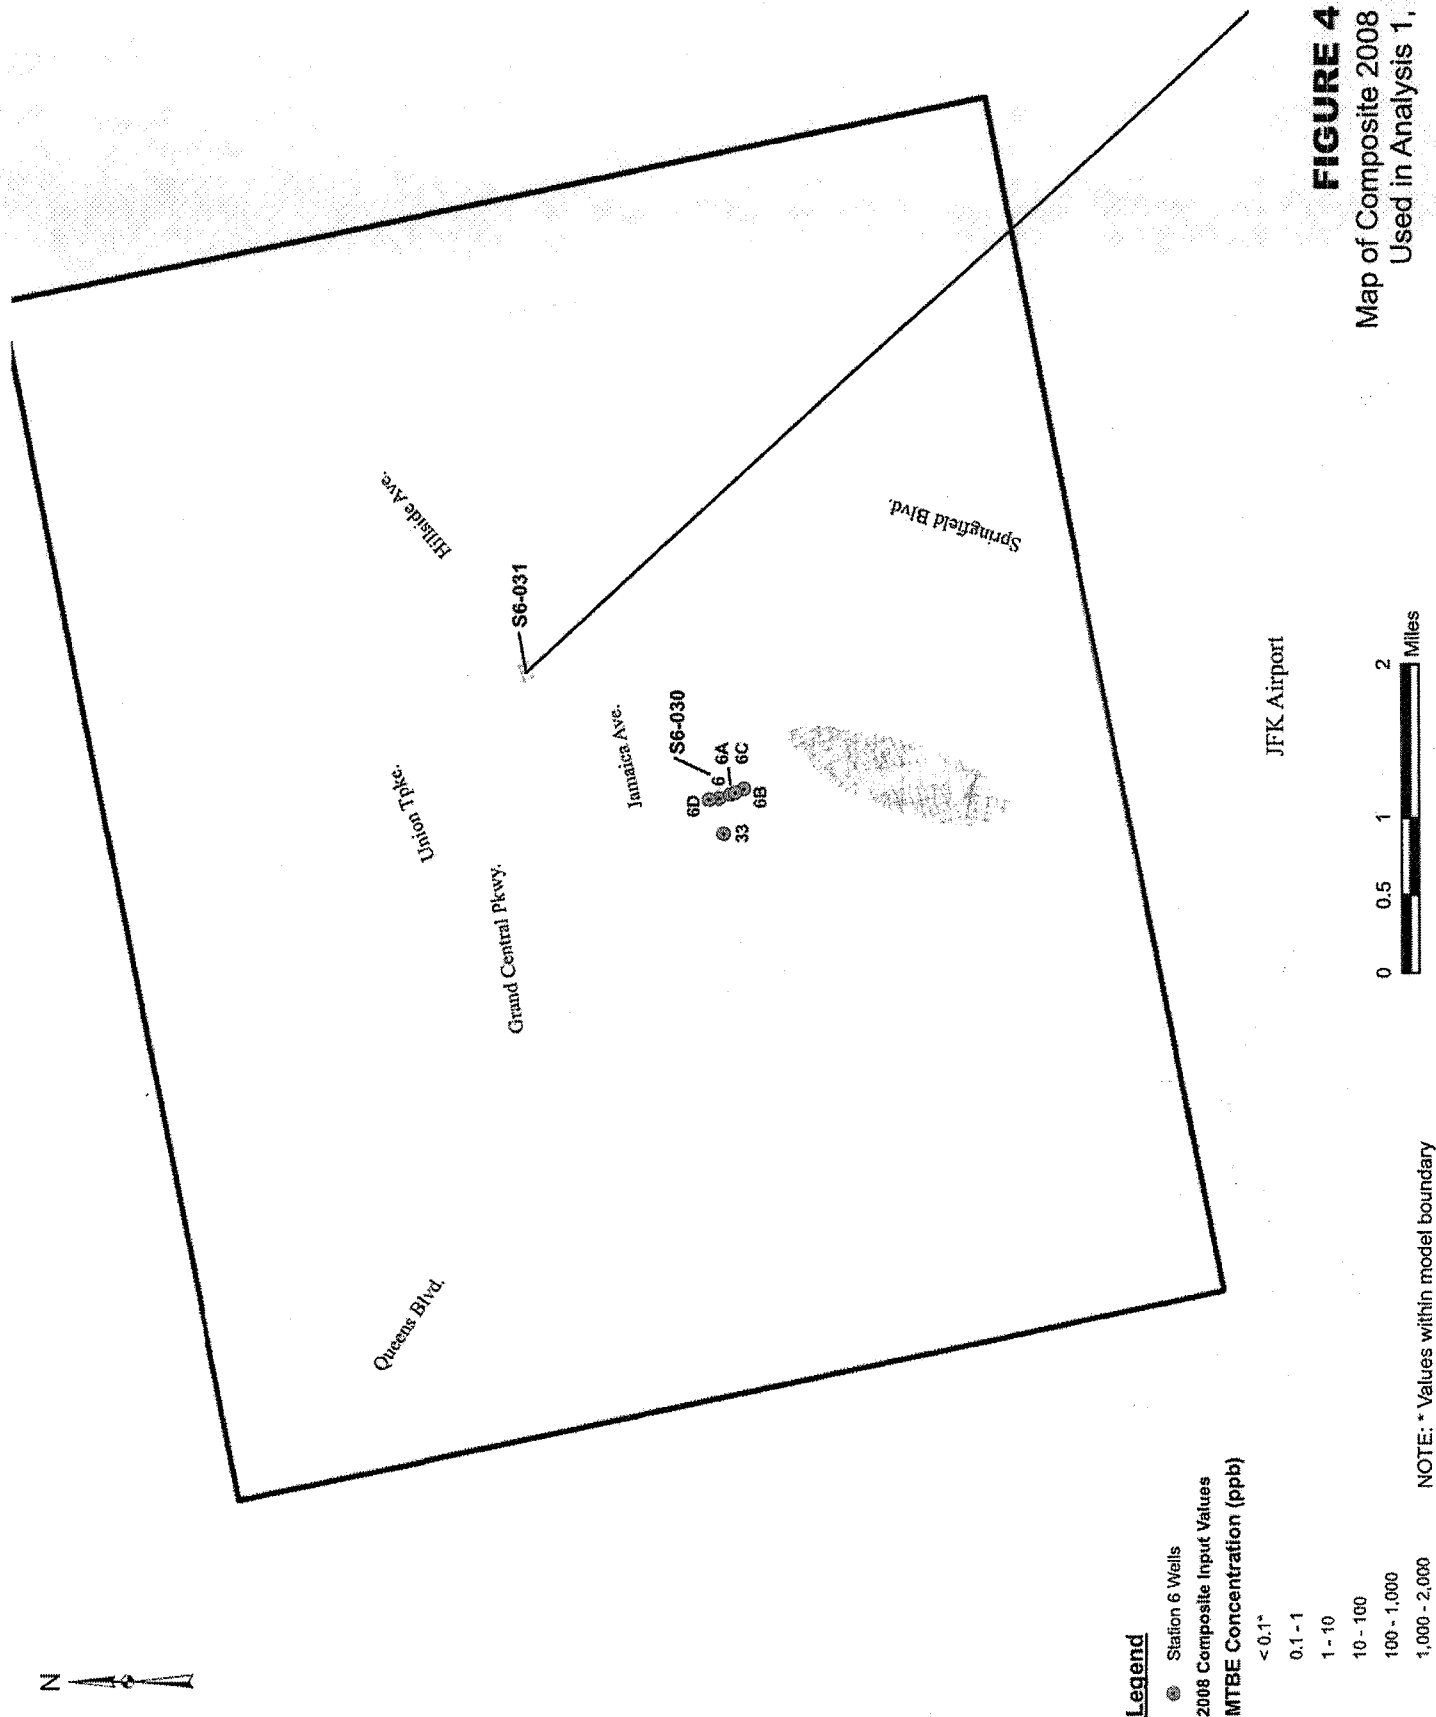 N
Queens Blvd.
Union Tpke.
Hillside Ave.
Grand Central Pkwy.
S6-031
Jamaica Ave.
S6-030
6D
6
6A
6C
6B
33
Springfield Blvd.
JFK Airport
Legend
Station 6 Wells
2008 Composite Input Values
MTBE Concentration (ppb)
< 0.1*
0.1 - 1
1 - 10
10 - 100
100 - 1,000
1,000 - 2,000
NOTE: * Values within model boundary
0 0.5 1 2
Miles
FIGURE 4
Map of Composite 2008
Used in Analysis 1,